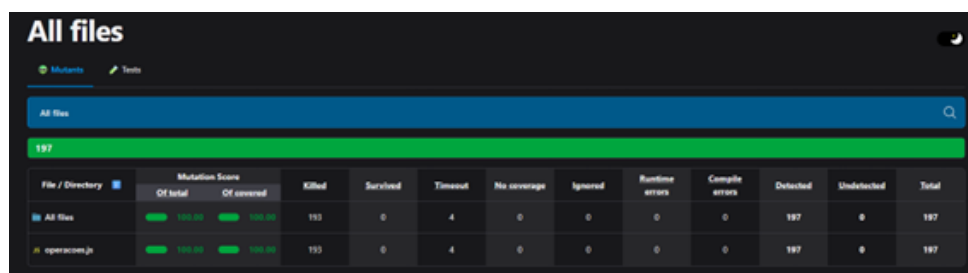 All files
Mutants Tests
All files
197
File / Directory Mutation Score Of total Of covered Killed Survived Timeout No coverage Ignored Runtime errors Compile errors Detected Undetected Total
All files 100.00 100.00 193 0 4 0 0 0 0 197 0 197
JS operacoes.js 100.00 100.00 193 0 4 0 0 0 0 197 0 197